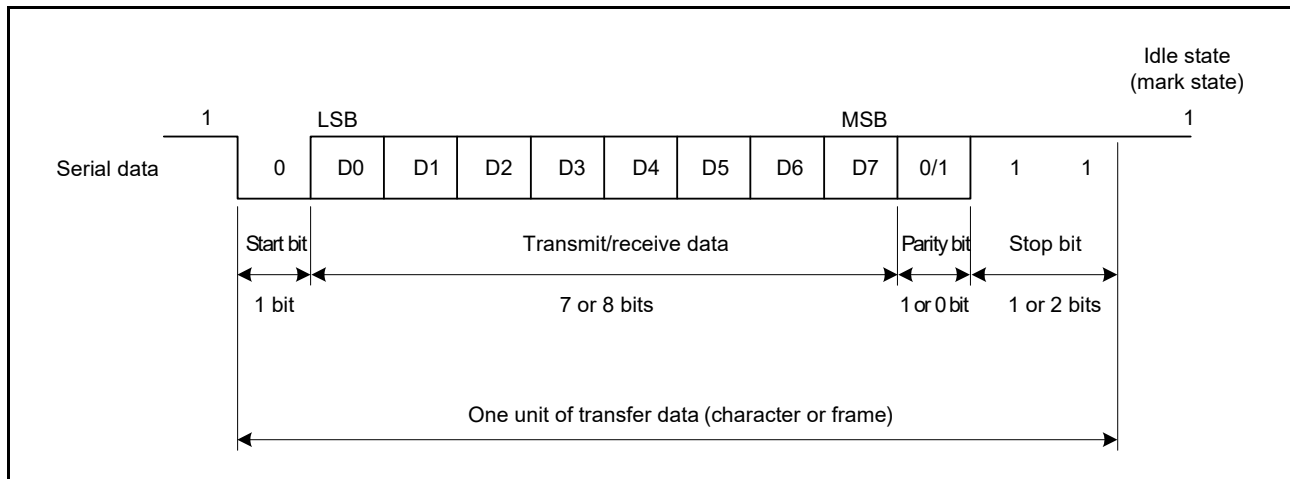 Idle state
(mark state)
1 LSB MSB 1
Serial data 0 D0 D1 D2 D3 D4 D5 D6 D7 0/1 1 1
Start bit Transmit/receive data Parity bit Stop bit
1 bit 7 or 8 bits 1 or 0 bit 1 or 2 bits
One unit of transfer data (character or frame)